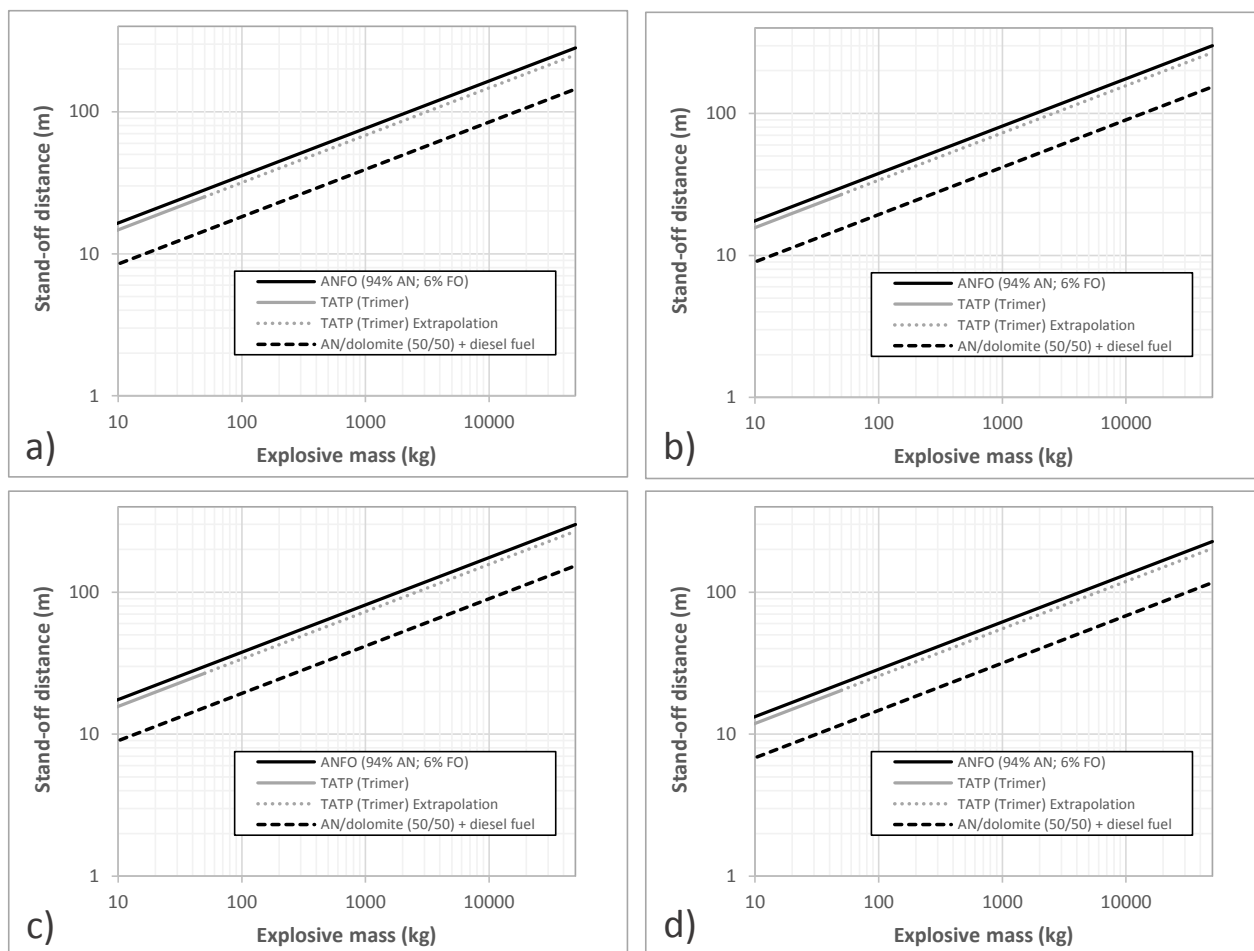 100
10
1
10
100
1000
10000
Stand-off distance (m)
Explosive mass (kg)
ANFO (94% AN; 6% FO)
TATP (Trimer)
TATP (Trimer) Extrapolation
AN/dolomite (50/50) + diesel fuel
a)
100
10
1
10
100
1000
10000
Stand-off distance (m)
Explosive mass (kg)
ANFO (94% AN; 6% FO)
TATP (Trimer)
TATP (Trimer) Extrapolation
AN/dolomite (50/50) + diesel fuel
b)
100
10
1
10
100
1000
10000
Stand-off distance (m)
Explosive mass (kg)
ANFO (94% AN; 6% FO)
TATP (Trimer)
TATP (Trimer) Extrapolation
AN/dolomite (50/50) + diesel fuel
c)
100
10
1
10
100
1000
10000
Stand-off distance (m)
Explosive mass (kg)
ANFO (94% AN; 6% FO)
TATP (Trimer)
TATP (Trimer) Extrapolation
AN/dolomite (50/50) + diesel fuel
d)